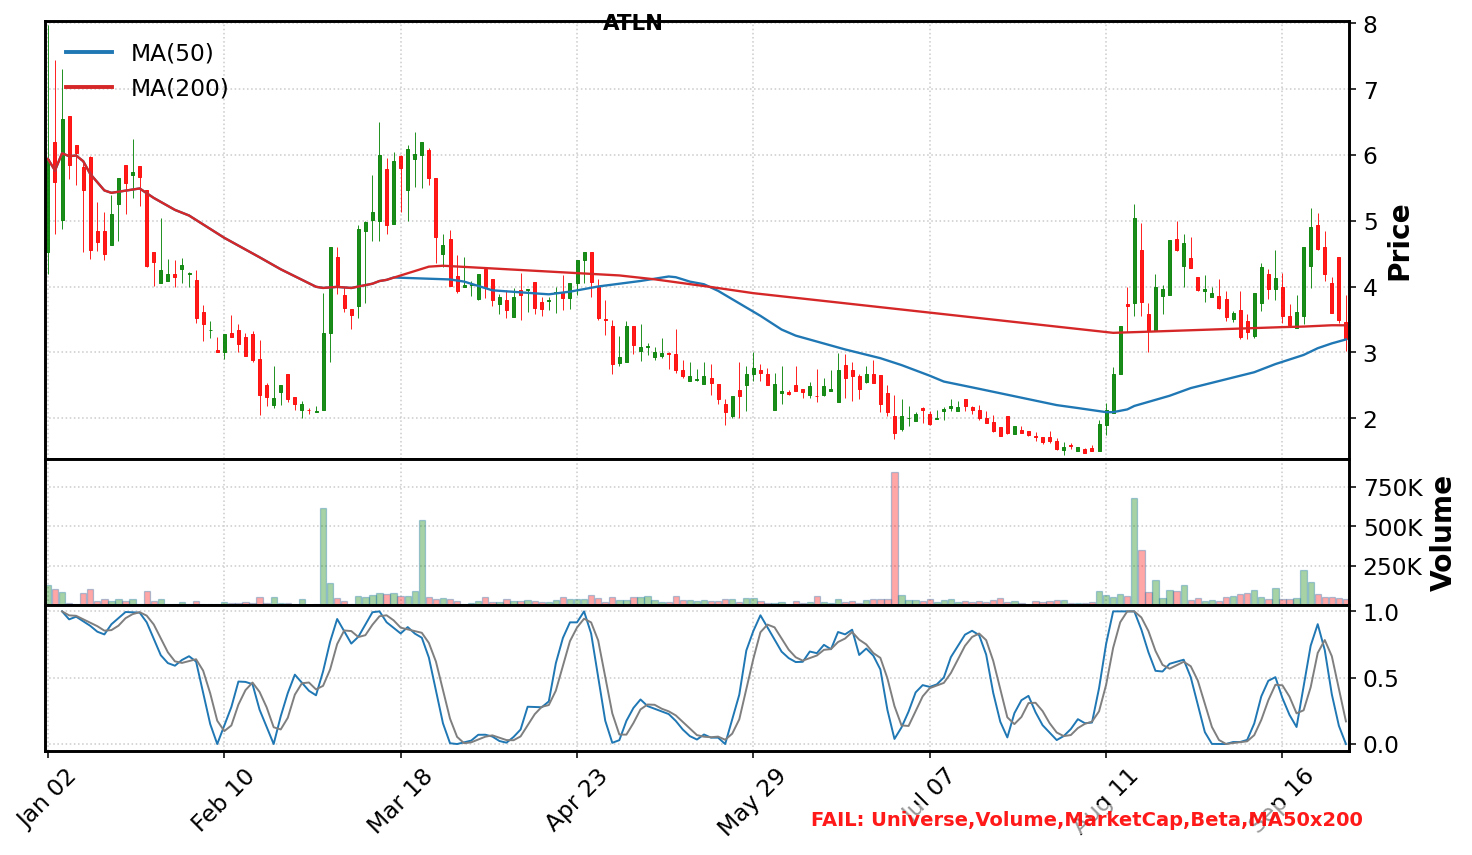 ATLN
MA(50)
MA(200)
8
7
6
5
4
3
2
Price
750K
500K
250K
Volume
1.0
0.5
0.0
Jan 02
Feb 10
Mar 18
Apr 23
May 29
Jul 07
Aug 11
Sep 16
FAIL: Universe,Volume,MarketCap,Beta,MA50x200